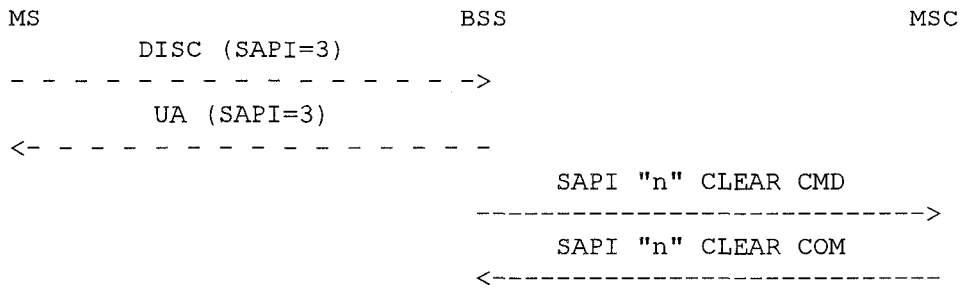 MS BSS MSC
DISC (SAPI=3)
- - - - - - - - - - - - - - - ->
UA (SAPI=3)
<- - - - - - - - - - - - - - -
SAPI "n" CLEAR CMD
---------------------------->
SAPI "n" CLEAR COM
<----------------------------